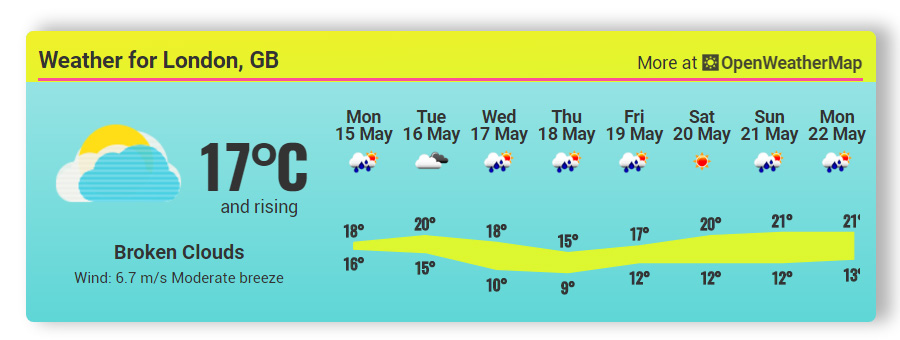 Weather for London, GB
More at OpenWeatherMap
Mon Tue Wed Thu Fri Sat Sun Mon
15 May 16 May 17 May 18 May 19 May 20 May 21 May 22 May
17°C
and rising
Broken Clouds
Wind: 6.7 m/s Moderate breeze
18° 20° 18° 15° 17° 20° 21° 21°
16° 15° 10° 9° 12° 12° 12° 13°